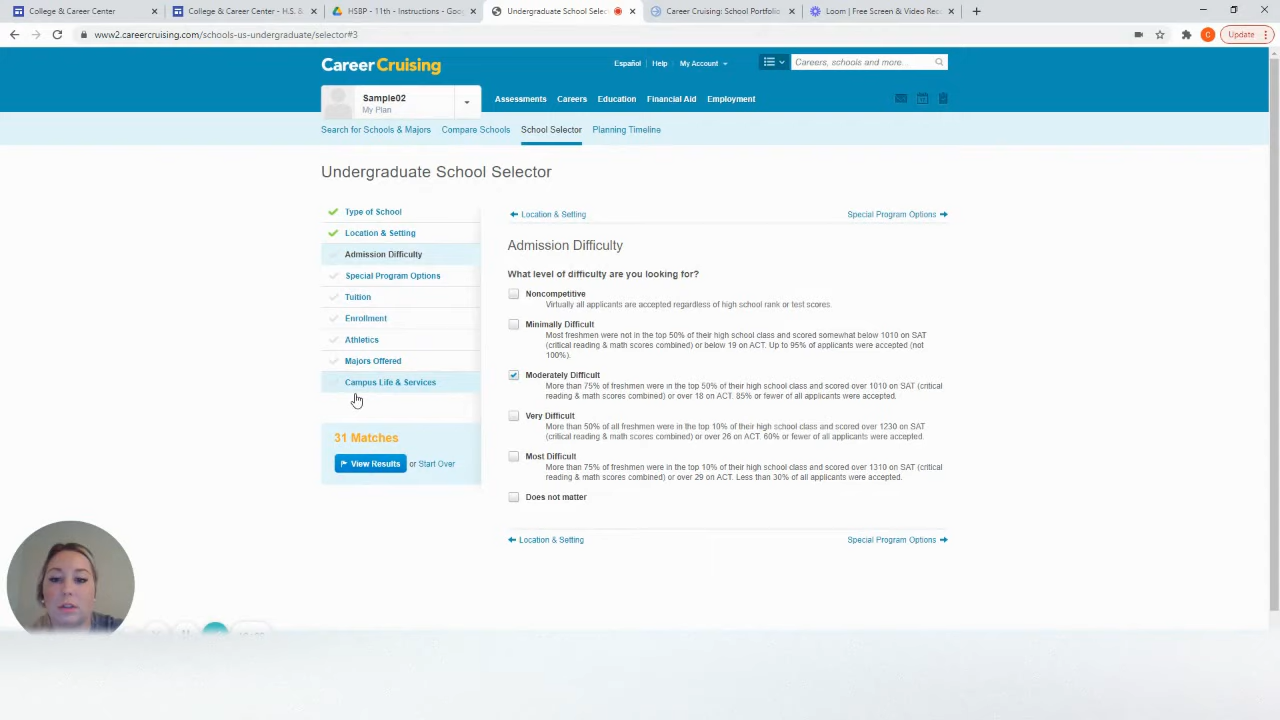 College & Career Center
College & Career Center - H.S. &
HSBP - 11th - Instructions - Goog
Undergraduate School Selec
Career Cruising: School Portfolio
Loom | Free Screen & Video Rec
www2.careercruising.com/schools-us-undergraduate/selector#3
C
Update
CareerCruising
Español
Help
My Account
Careers, schools and more...
Sample02
My Plan
Assessments
Careers
Education
Financial Aid
Employment
Search for Schools & Majors
Compare Schools
School Selector
Planning Timeline
Undergraduate School Selector
Type of School
Location & Setting
Admission Difficulty
Special Program Options
Tuition
Enrollment
Athletics
Majors Offered
Campus Life & Services
31 Matches
View Results or Start Over
Location & Setting
Special Program Options
Admission Difficulty
What level of difficulty are you looking for?
Noncompetitive
Virtually all applicants are accepted regardless of high school rank or test scores.
Minimally Difficult
Most freshmen were not in the top 50% of their high school class and scored somewhat below 1010 on SAT
(critical reading & math scores combined) or below 19 on ACT. Up to 95% of applicants were accepted (not
100%).
Moderately Difficult
More than 75% of freshmen were in the top 50% of their high school class and scored over 1010 on SAT (critical
reading & math scores combined) or over 18 on ACT. 85% or fewer of all applicants were accepted.
Very Difficult
More than 50% of all freshmen were in the top 10% of their high school class and scored over 1230 on SAT
(critical reading & math scores combined) or over 26 on ACT. 60% or fewer of all applicants were accepted.
Most Difficult
More than 75% of freshmen were in the top 10% of their high school class and scored over 1310 on SAT (critical
reading & math scores combined) or over 29 on ACT. Less than 30% of all applicants were accepted.
Does not matter
Location & Setting
Special Program Options